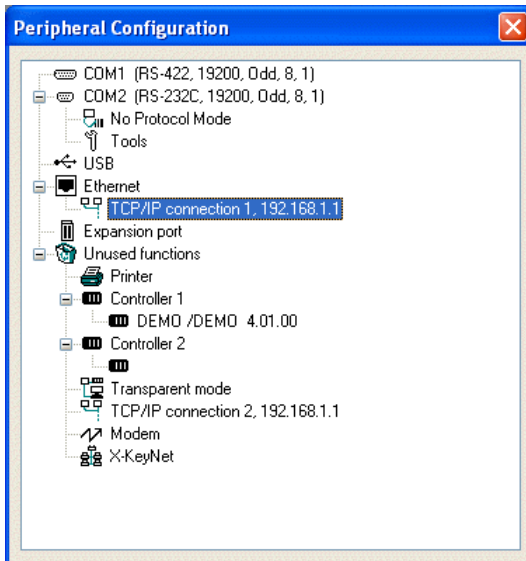 Peripheral Configuration
COM1 (RS-422, 19200, Odd, 8, 1)
COM2 (RS-232C, 19200, Odd, 8, 1)
No Protocol Mode
Tools
USB
Ethernet
TCP/IP connection 1, 192.168.1.1
Expansion port
Unused functions
Printer
Controller 1
DEMO /DEMO 4.01.00
Controller 2
Transparent mode
TCP/IP connection 2, 192.168.1.1
Modem
X-KeyNet